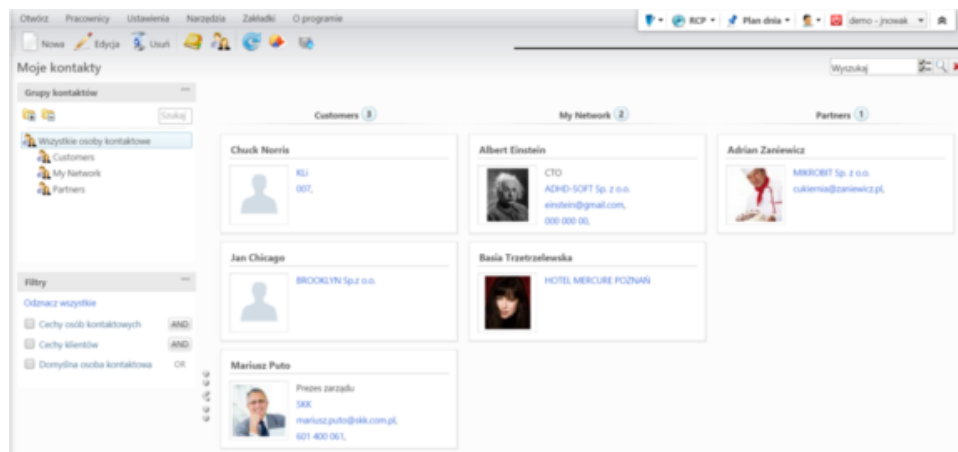 Otwórz Pracownicy Ustawienia Narzędzia Zakładki O programie
RCP Plan dnia demo - jnowak
Nowa Edycja Usuń
Moje kontakty
Wyszukaj
Grupy kontaktów
Szukaj
Wszystkie osoby kontaktowe
Customers
My Network
Partners
Filtry
Odznacz wszystkie
Cechy osób kontaktowych AND
Cechy klientów AND
Domyślna osoba kontaktowa OR
Customers 3
Chuck Norris
KLI
007,
Jan Chicago
BROOKLYN Sp.z o.o.
Mariusz Puto
Prezes zarządu
SKK
mariusz.puto@skk.com.pl,
601 400 061,
My Network 2
Albert Einstein
CTO
ADHD-SOFT Sp. z o.o.
einstein@gmail.com,
000 000 00,
Basia Trzetrzelewska
HOTEL MERCURE POZNAŃ
Partners 1
Adrian Zaniewicz
MIKROBIT Sp. z o.o.
cukiernia@zaniewicz.pl,